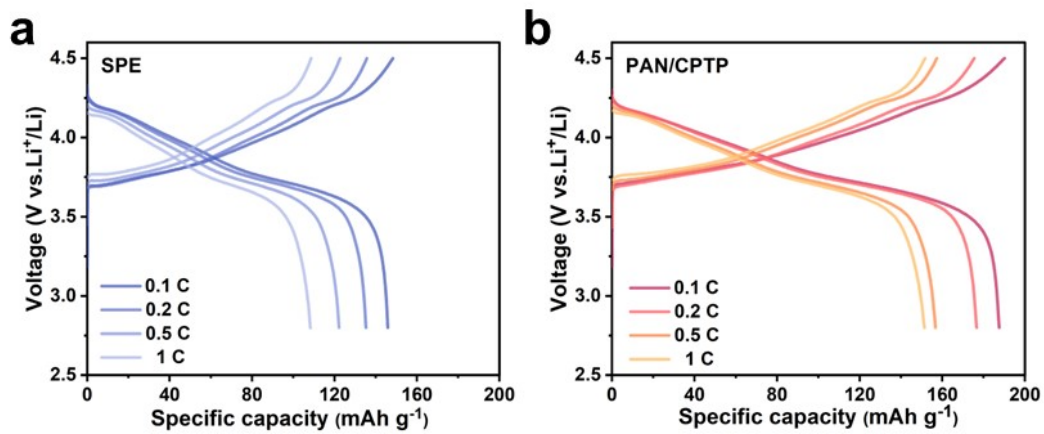 a
SPE
4.5
4.0
3.5
3.0
2.5
Voltage (V vs.Li⁺/Li)
0.1 C
0.2 C
0.5 C
1 C
0 40 80 120 160 200
Specific capacity (mAh g⁻¹)
b
PAN/CPTP
4.5
4.0
3.5
3.0
2.5
Voltage (V vs.Li⁺/Li)
0.1 C
0.2 C
0.5 C
1 C
0 40 80 120 160 200
Specific capacity (mAh g⁻¹)